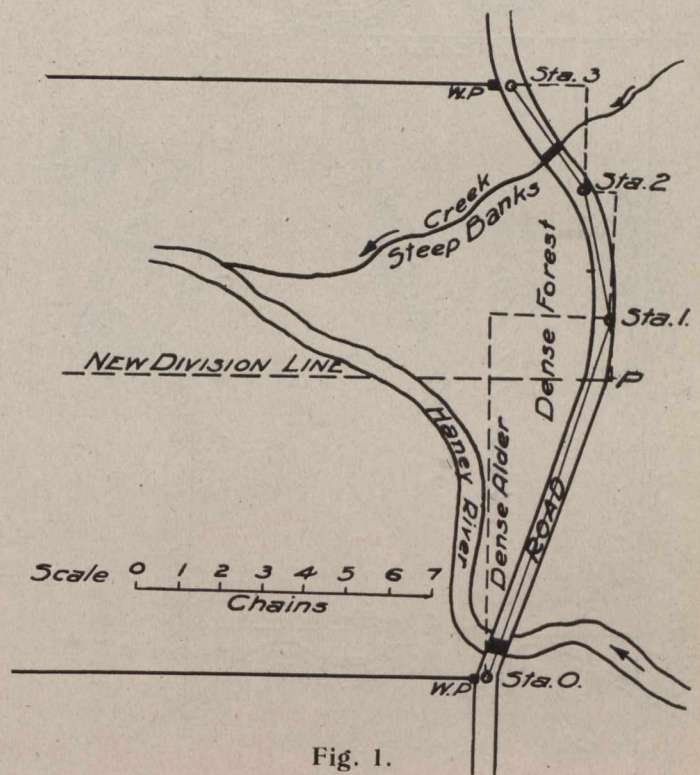 W.P
Sta. 3
Sta. 2
Creek
Steep Banks
Dense Forest
Sta. 1.
NEW DIVISION LINE
P
Haney River
Dense Alder
ROAD
Scale 0 1 2 3 4 5 6 7
Chains
W.P
Sta. 0.
Fig. 1.